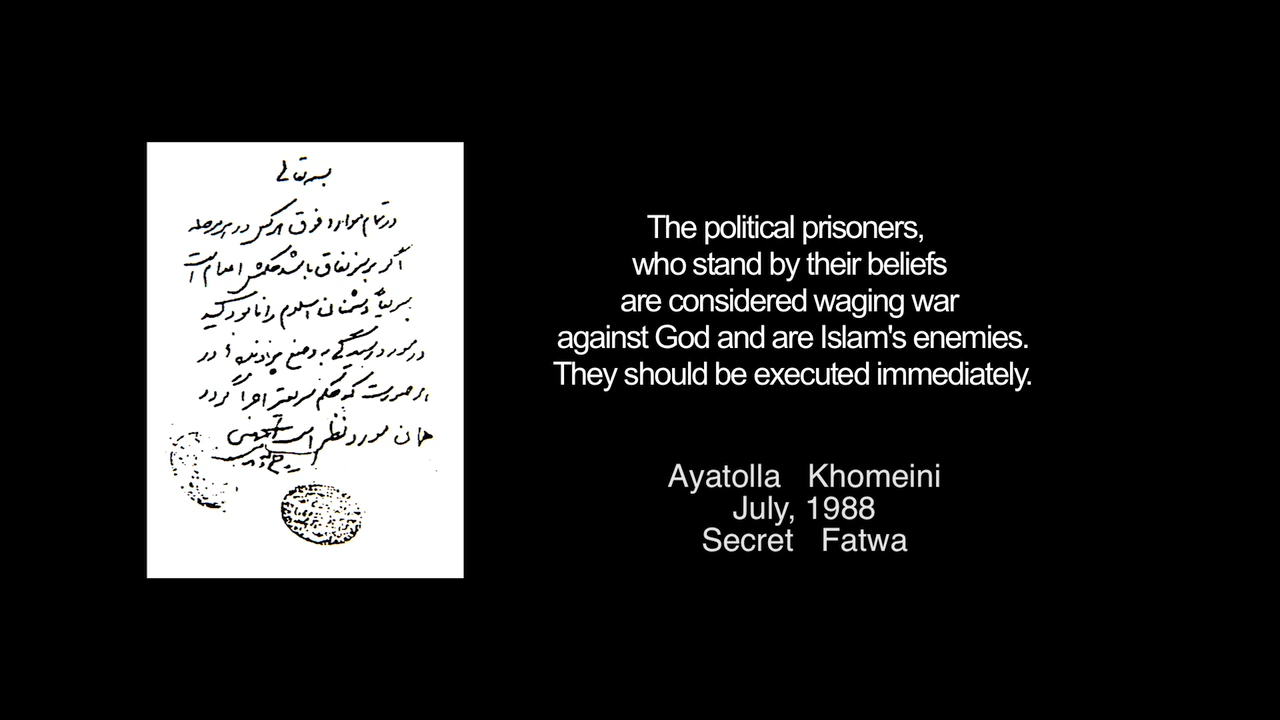 بسمه تعالی
در تمام موارد فوق هر کس در هر مرحله
اگر بر سر نفاق باشد حکمش اعدام است
سریعاً دشمنان اسلام را نابود کنید
در مورد رسیدگی به وضع پرونده ها در
هر صورت که حکم سریعتر اجرا گردد
همان مورد نظر است
The political prisoners,
who stand by their beliefs
are considered waging war
against God and are Islam's enemies.
They should be executed immediately.
Ayatolla Khomeini
July, 1988
Secret Fatwa